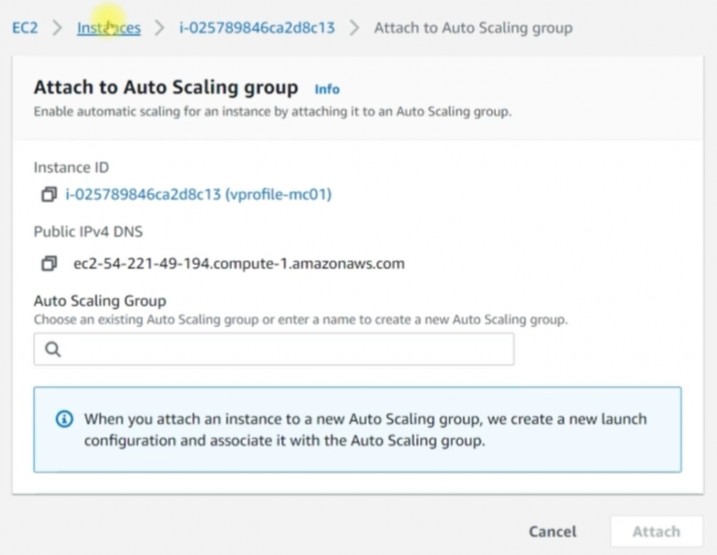 EC2 > Instances > i-025789846ca2d8c13 > Attach to Auto Scaling group
Attach to Auto Scaling group Info
Enable automatic scaling for an instance by attaching it to an Auto Scaling group.
Instance ID
i-025789846ca2d8c13 (vprofile-mc01)
Public IPv4 DNS
ec2-54-221-49-194.compute-1.amazonaws.com
Auto Scaling Group
Choose an existing Auto Scaling group or enter a name to create a new Auto Scaling group.
When you attach an instance to a new Auto Scaling group, we create a new launch
configuration and associate it with the Auto Scaling group.
Cancel Attach